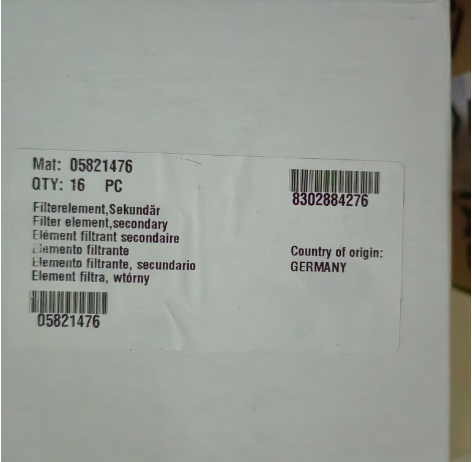 Mat: 05821476
QTY: 16 PC
8302884276
Filterelement,Sekundär
Filter element,secondary
Elément filtrant secondaire
Elemento filtrante
Elemento filtrante, secundario
Element filtra, wtórny
Country of origin:
GERMANY
05821476